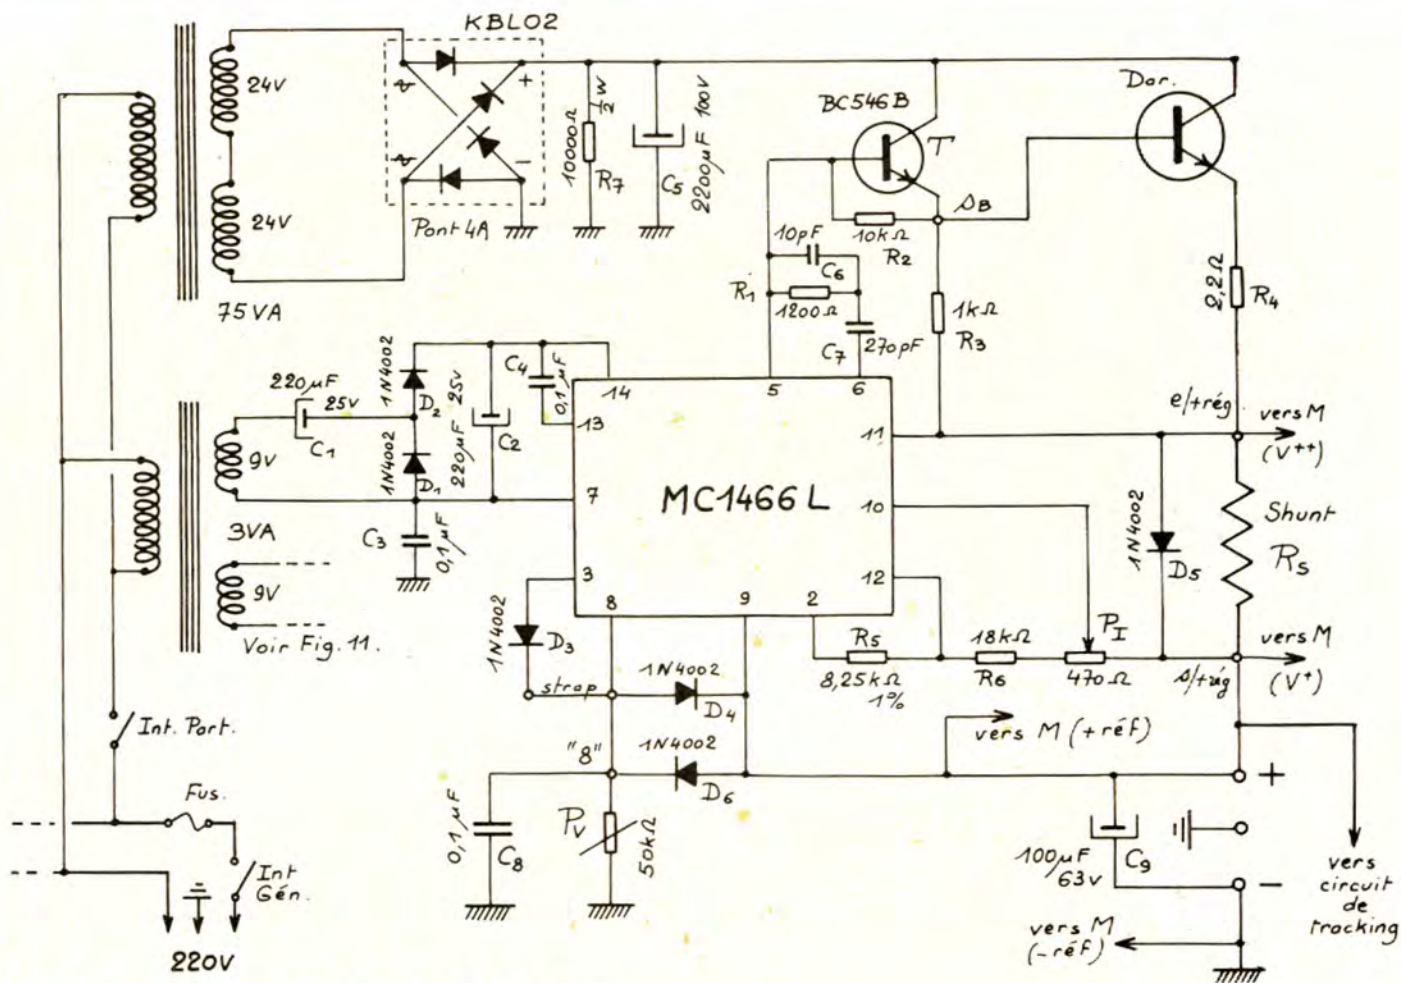 KBL02
24V
24V
75VA
+
−
Pont 4A
10000Ω
½W
R7
C5
2200µF 100V
BC546B
T
Dar.
sB
10kΩ
R2
10pF
C6
R1
1200Ω
C7
270pF
1kΩ
R3
2,2Ω
R4
220µF
25V
C1
1N4002
D2
1N4002
D1
C2
220µF 25V
C4
0,1µF
C3
0,1µF
9V
3VA
9V
Voir Fig. 11.
14
13
7
3
8
9
2
12
10
11
5
6
MC1466L
e/+rég
vers M
(V++)
1N4002
D5
Shunt
Rs
1N4002
D3
strap
1N4002
D4
R5
8,25kΩ
1%
18kΩ
R6
PI
470Ω
s/+rég
vers M
(V+)
vers M (+réf)
"8"
1N4002
D6
0,1µF
C8
Pv
50kΩ
100µF
63V
C9
+
−
vers
circuit
de
tracking
vers M
(-réf)
Int. Part.
Fus.
Int
Gén.
220V